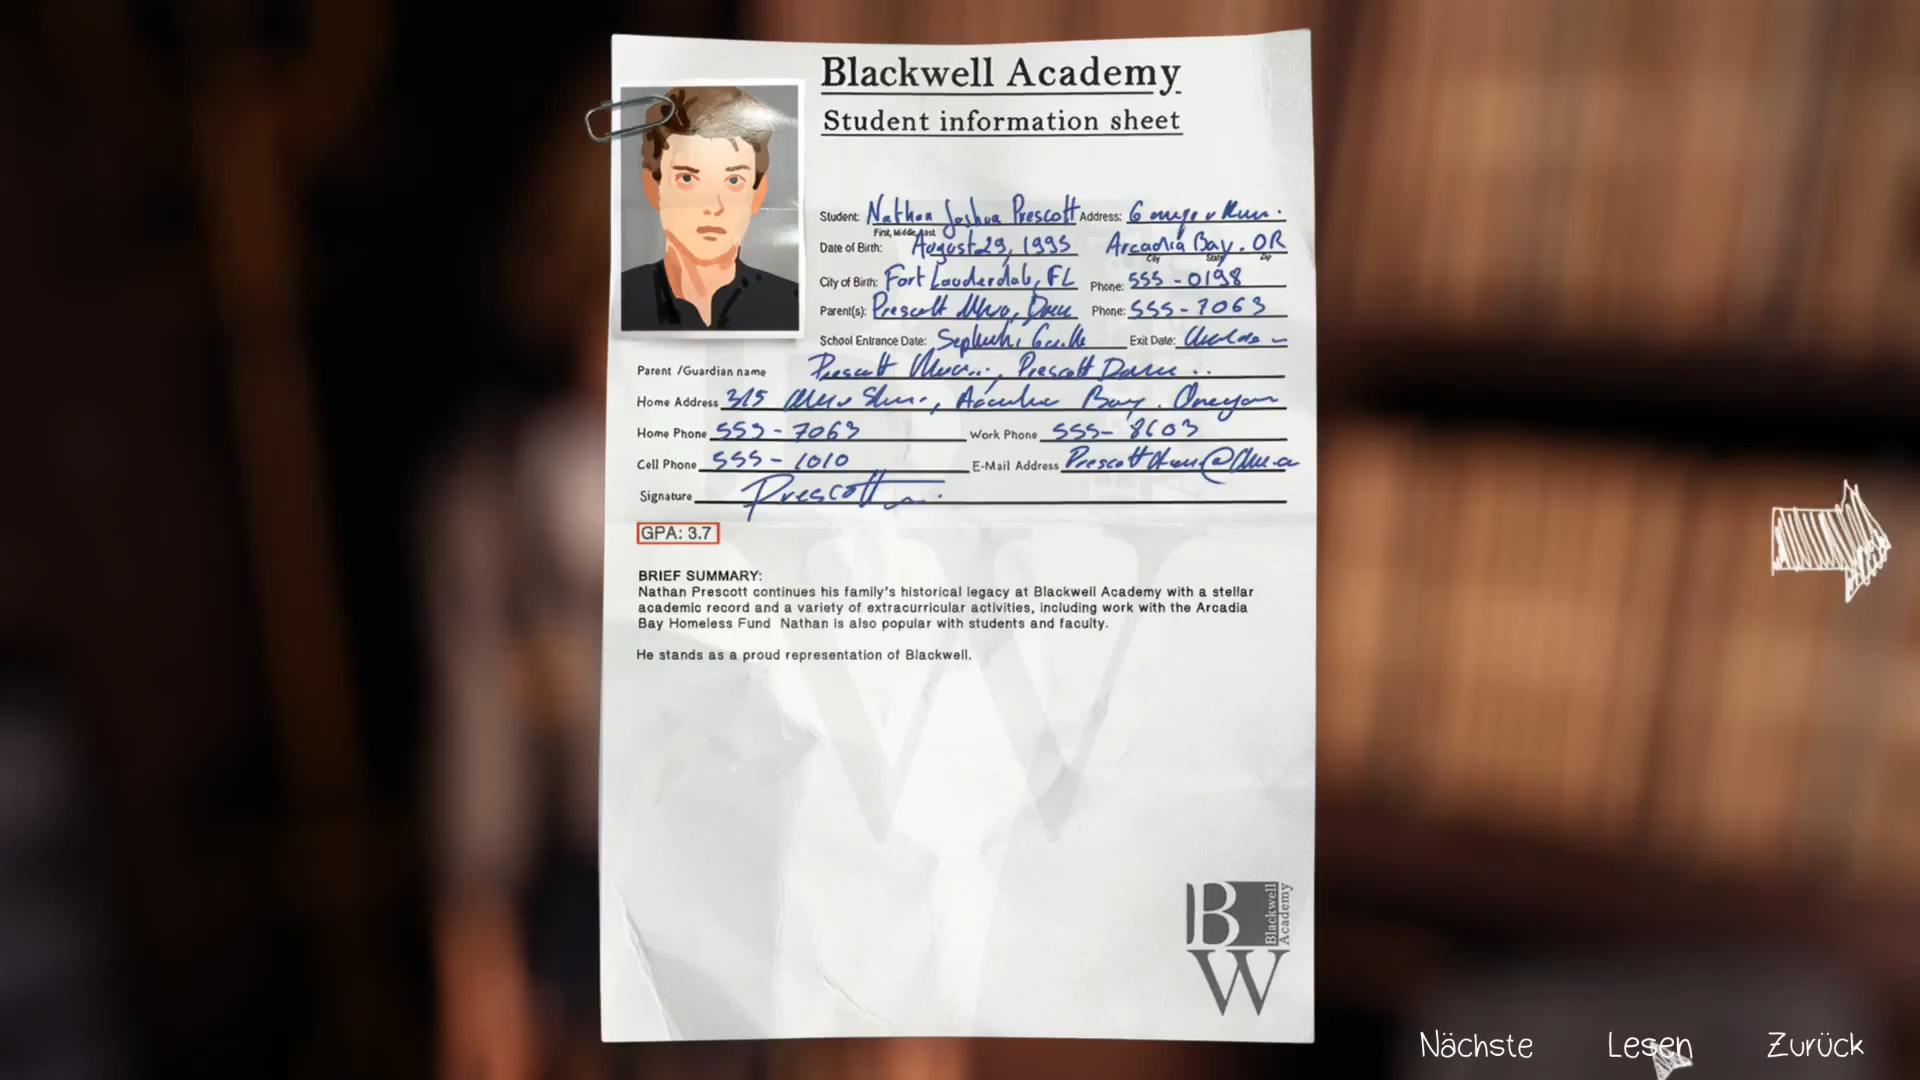 Blackwell Academy
Student information sheet
Student: Nathan Joshua Prescott Address:
First, Middle, Last
Date of Birth: August 29, 1995 Arcadia Bay. OR
City State Zip
City of Birth: Fort Lauderdale, FL Phone: 555-0198
Parent(s): Prescott Phone: 555-7063
School Entrance Date: Exit Date:
Parent /Guardian name Prescott Prescott
Home Address 315 Bay. Oregon
Home Phone 555-7063 Work Phone 555-8603
Cell Phone 555-1010 E-Mail Address
Signature Prescott
GPA: 3.7
BRIEF SUMMARY:
Nathan Prescott continues his family's historical legacy at Blackwell Academy with a stellar
academic record and a variety of extracurricular activities, including work with the Arcadia
Bay Homeless Fund Nathan is also popular with students and faculty.
He stands as a proud representation of Blackwell.
B Blackwell Academy
W
Nächste Lesen Zurück